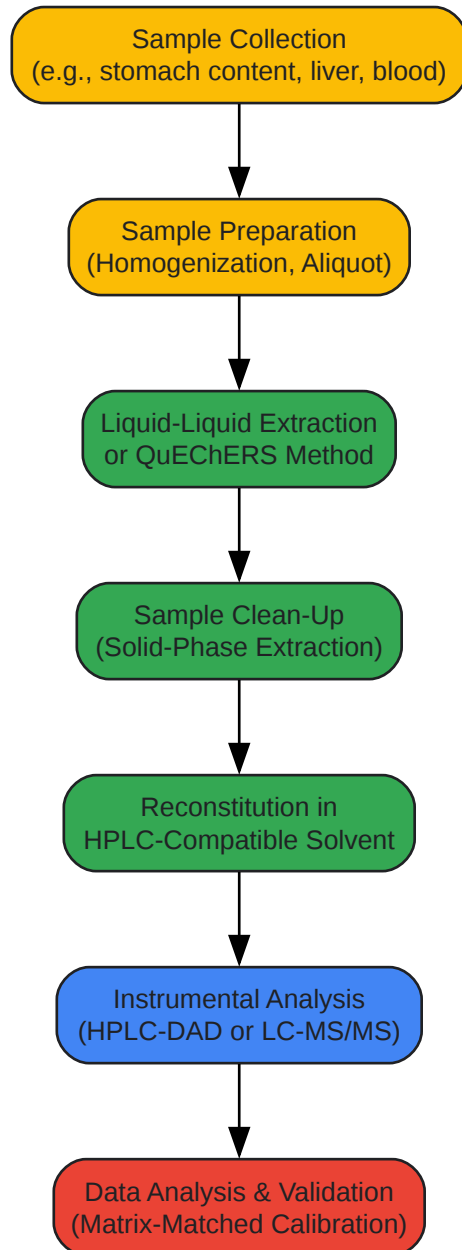 Sample Collection
(e.g., stomach content, liver, blood)
Sample Preparation
(Homogenization, Aliquot)
Liquid-Liquid Extraction
or QuEChERS Method
Sample Clean-Up
(Solid-Phase Extraction)
Reconstitution in
HPLC-Compatible Solvent
Instrumental Analysis
(HPLC-DAD or LC-MS/MS)
Data Analysis & Validation
(Matrix-Matched Calibration)